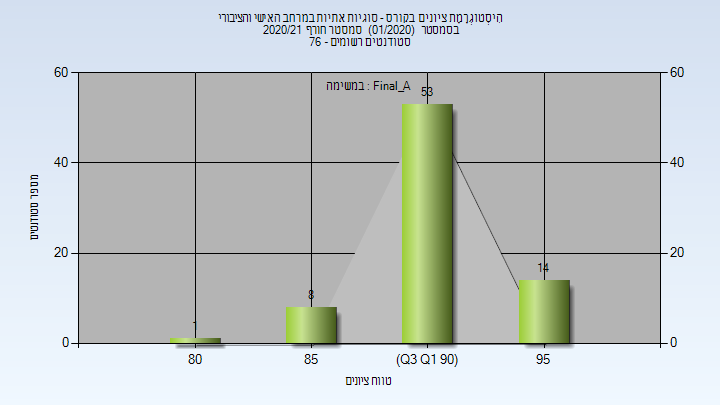 הִיסְטוֹגְרָמַת ציונים בקורס - סוגיות אתיות במרחב האישי והציבורי
בסמסטר (01/2020) סמסטר חורף 2020/21
סטודנטים רשומים - 76
במשימה : Final_A
60
60
53
40
40
מספר סטודנטים
20
20
14
8
1
0
0
80
85
(Q3 Q1 90)
95
טווח ציונים